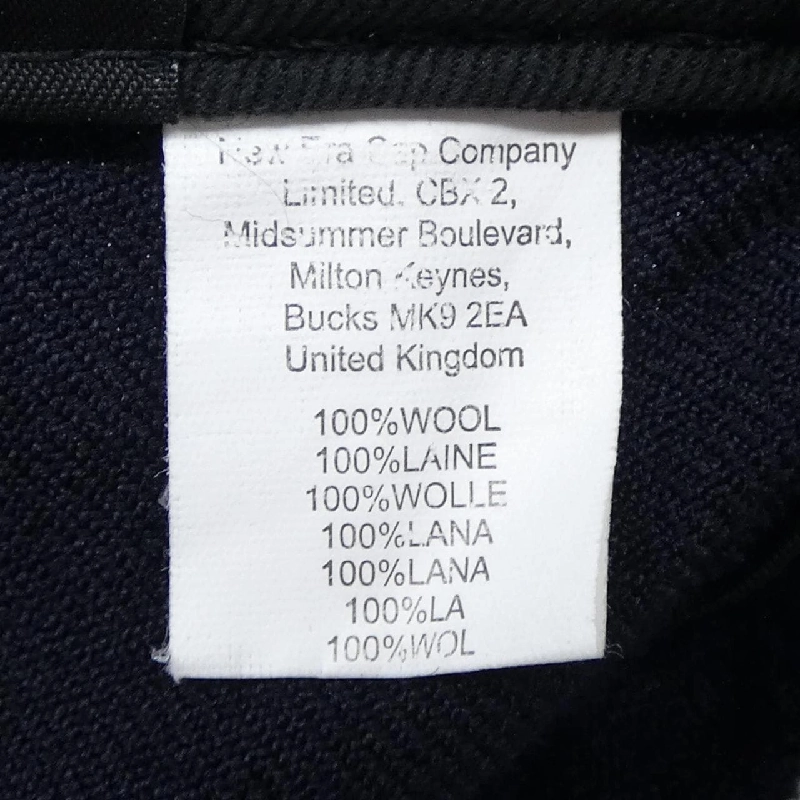 New Era Cap Company
Limited, CBX 2,
Midsummer Boulevard,
Milton Keynes,
Bucks MK9 2EA
United Kingdom
100%WOOL
100%LAINE
100%WOLLE
100%LANA
100%LANA
100%LA
100%WOL